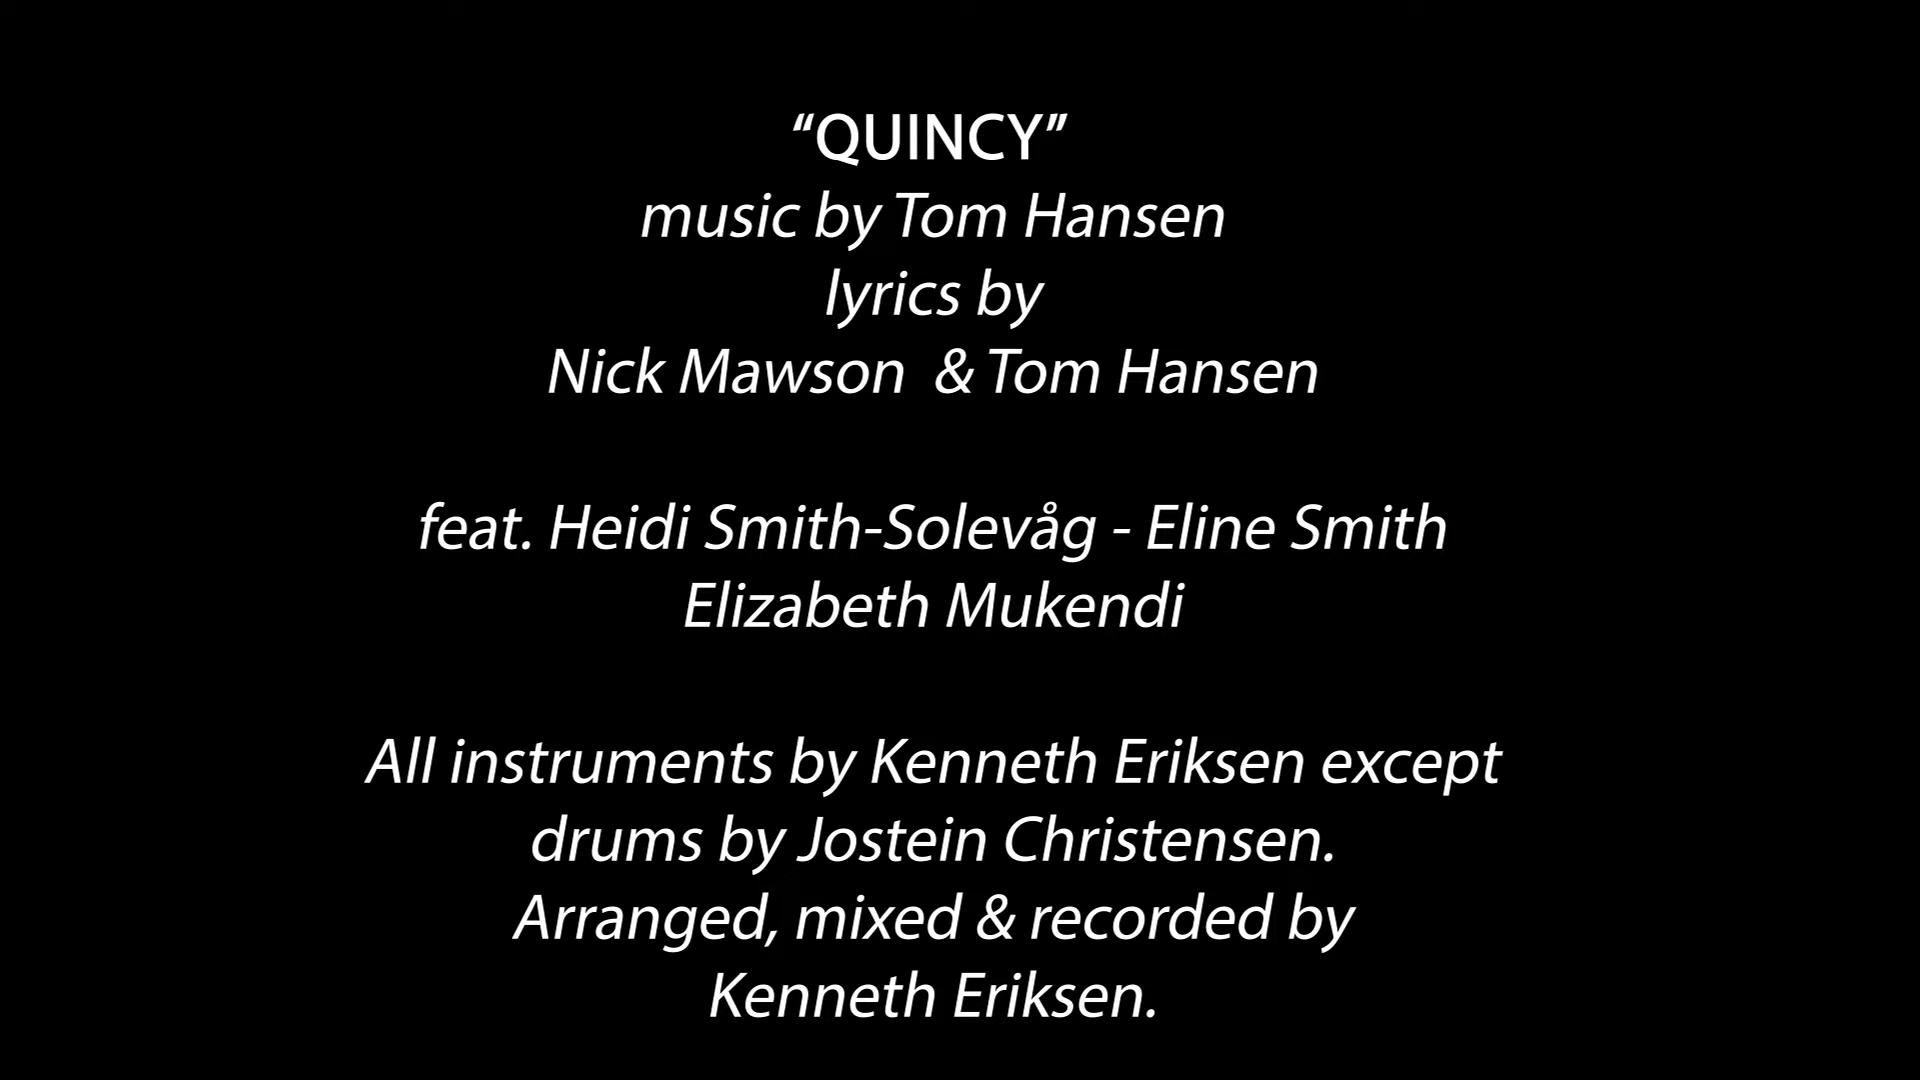 “QUINCY”
music by Tom Hansen
lyrics by
Nick Mawson & Tom Hansen
feat. Heidi Smith-Solevåg - Eline Smith
Elizabeth Mukendi
All instruments by Kenneth Eriksen except
drums by Jostein Christensen.
Arranged, mixed & recorded by
Kenneth Eriksen.